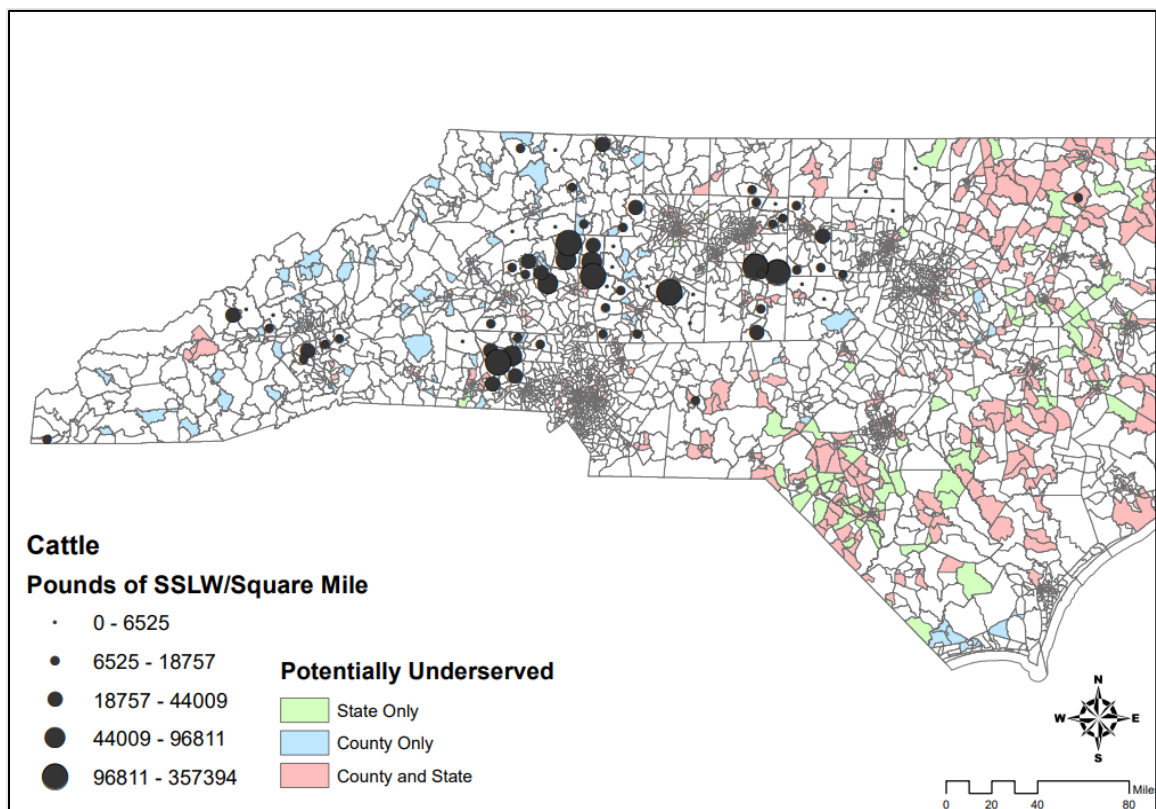 Cattle
Pounds of SSLW/Square Mile
0 - 6525
6525 - 18757
18757 - 44009
44009 - 96811
96811 - 357394
Potentially Underserved
State Only
County Only
County and State
N
W E
S
Miles
0 20 40 80